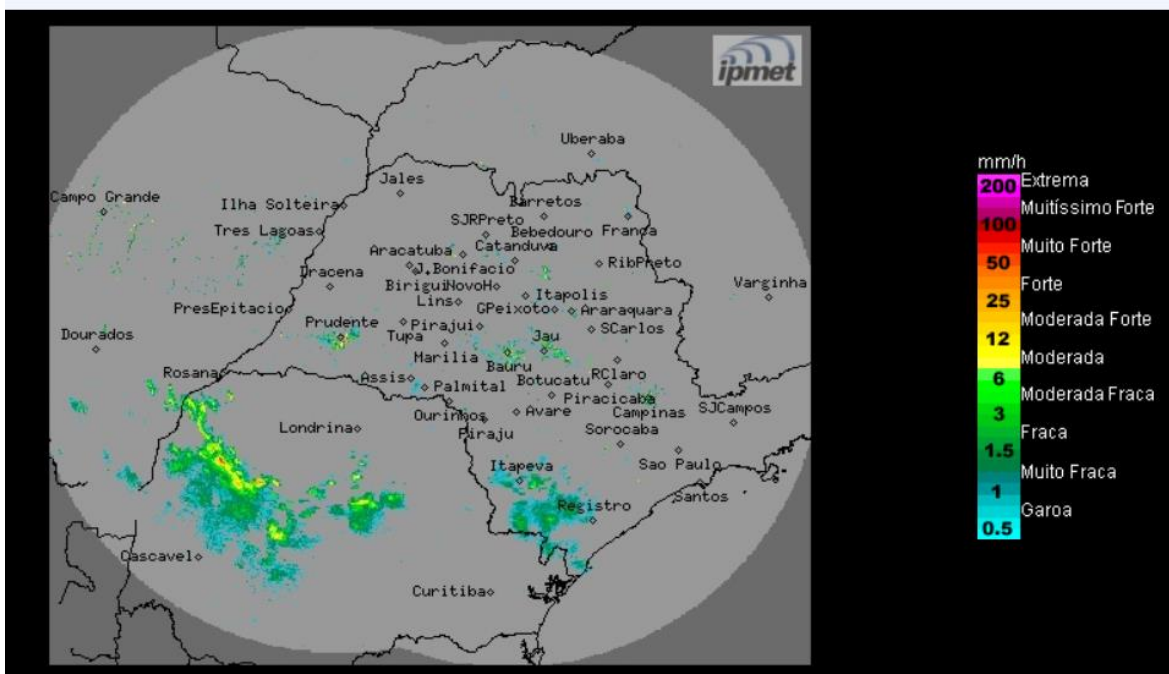 ipmet
Uberaba
Jales
Campo Grande
Ilha Solteira
Barretos
SJRPreto
Tres Lagoas
Bebedouro
Franca
Aracatuba
Catanduva
Dracena
J.Bonifacio
RibPreto
Varginha
Birigui
NovoH
Lins
Itapolis
PresEpitacio
GPeixoto
Araraquara
Prudente
Tupa
Pirajui
SCarlos
Dourados
Marilia
Jau
Bauru
Rosana
Assis
Palmital
Botucatu
RClaro
Piracicaba
Ourinhos
Avare
Campinas
SJCampos
Londrina
Piraju
Sorocaba
Itapeva
Sao Paulo
Registro
Santos
Cascavel
Curitiba
mm/h
200 Extrema
Muitíssimo Forte
100
Muito Forte
50
Forte
25
Moderada Forte
12
Moderada
6
Moderada Fraca
3
Fraca
1.5
Muito Fraca
1
Garoa
0.5